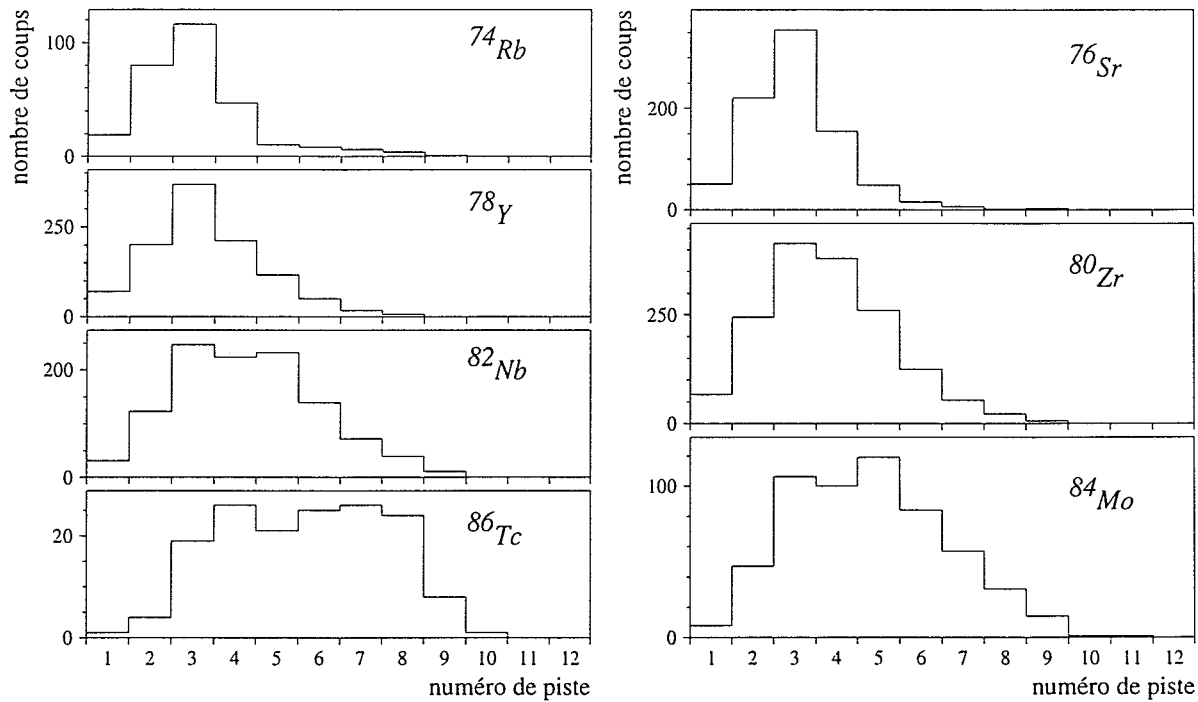 nombre de coups
100
0
74Rb
250
0
78Y
200
0
82Nb
20
0
86Tc
1 2 3 4 5 6 7 8 9 10 11 12
numéro de piste
nombre de coups
200
0
76Sr
250
0
80Zr
100
0
84Mo
1 2 3 4 5 6 7 8 9 10 11 12
numéro de piste